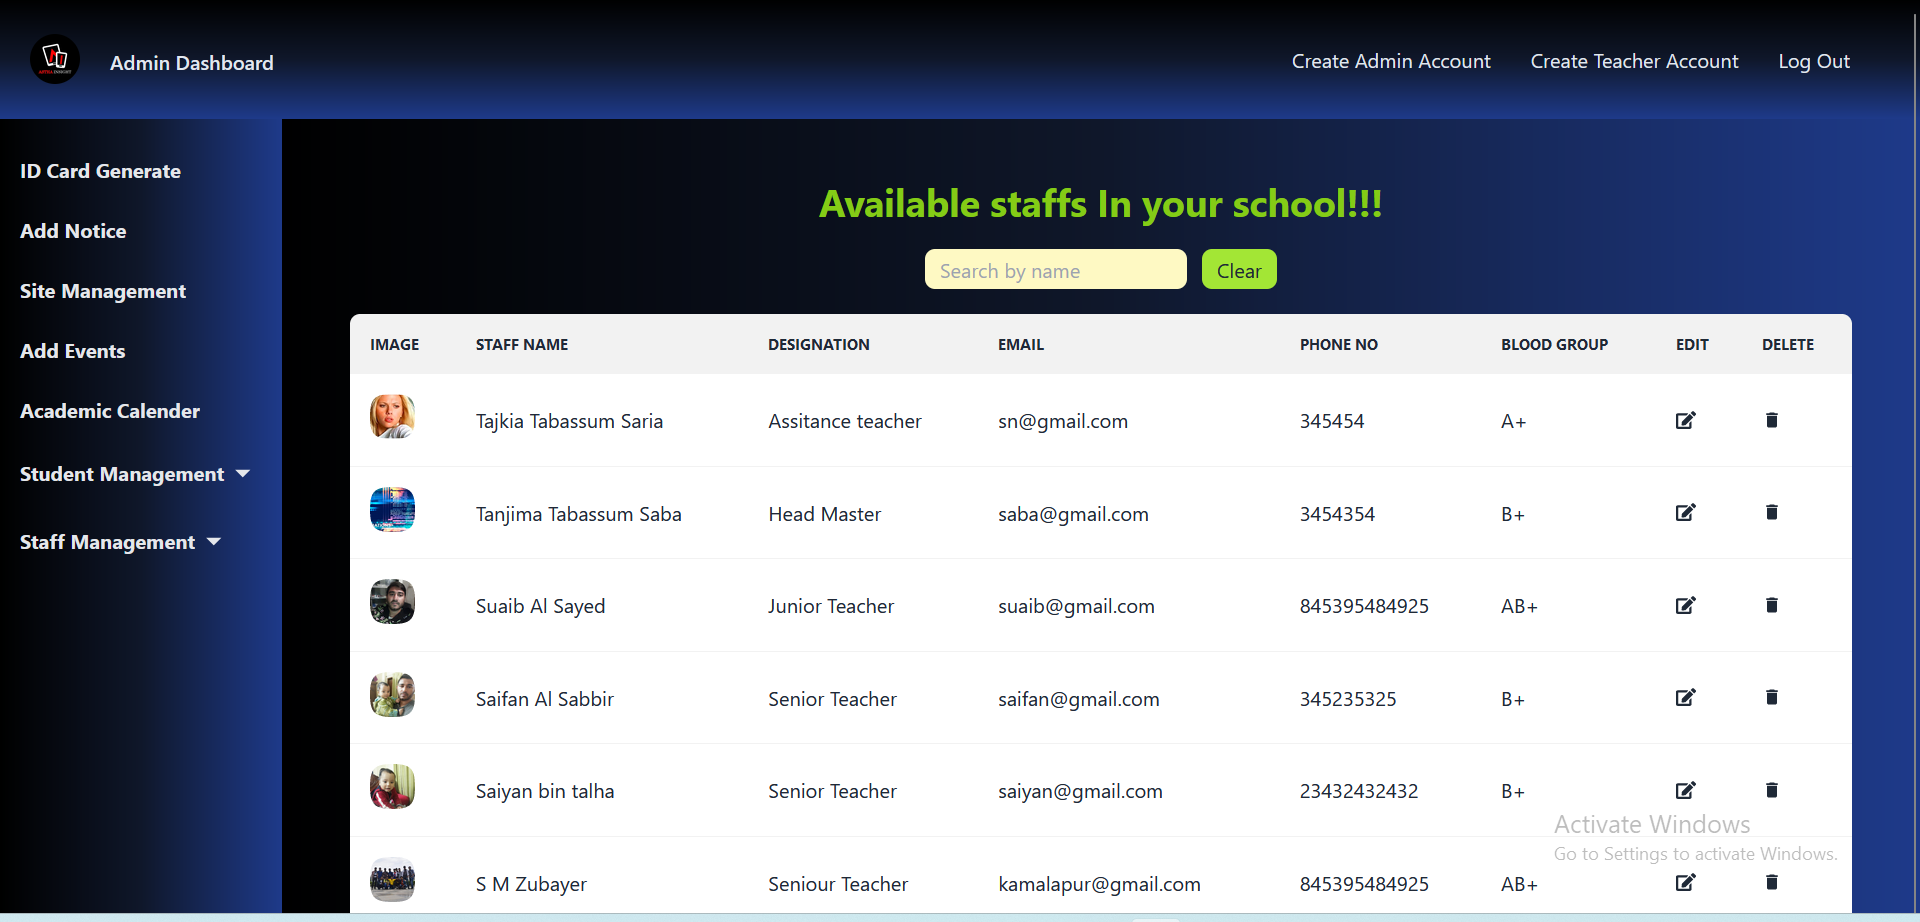 Admin Dashboard
Create Admin Account
Create Teacher Account
Log Out
ID Card Generate
Add Notice
Site Management
Add Events
Academic Calender
Student Management
Staff Management
Available staffs In your school!!!
Search by name
Clear
IMAGE STAFF NAME DESIGNATION EMAIL PHONE NO BLOOD GROUP EDIT DELETE
Tajkia Tabassum Saria Assitance teacher sn@gmail.com 345454 A+
Tanjima Tabassum Saba Head Master saba@gmail.com 3454354 B+
Suaib Al Sayed Junior Teacher suaib@gmail.com 845395484925 AB+
Saifan Al Sabbir Senior Teacher saifan@gmail.com 345235325 B+
Saiyan bin talha Senior Teacher saiyan@gmail.com 23432432432 B+
S M Zubayer Seniour Teacher kamalapur@gmail.com 845395484925 AB+
Activate Windows
Go to Settings to activate Windows.